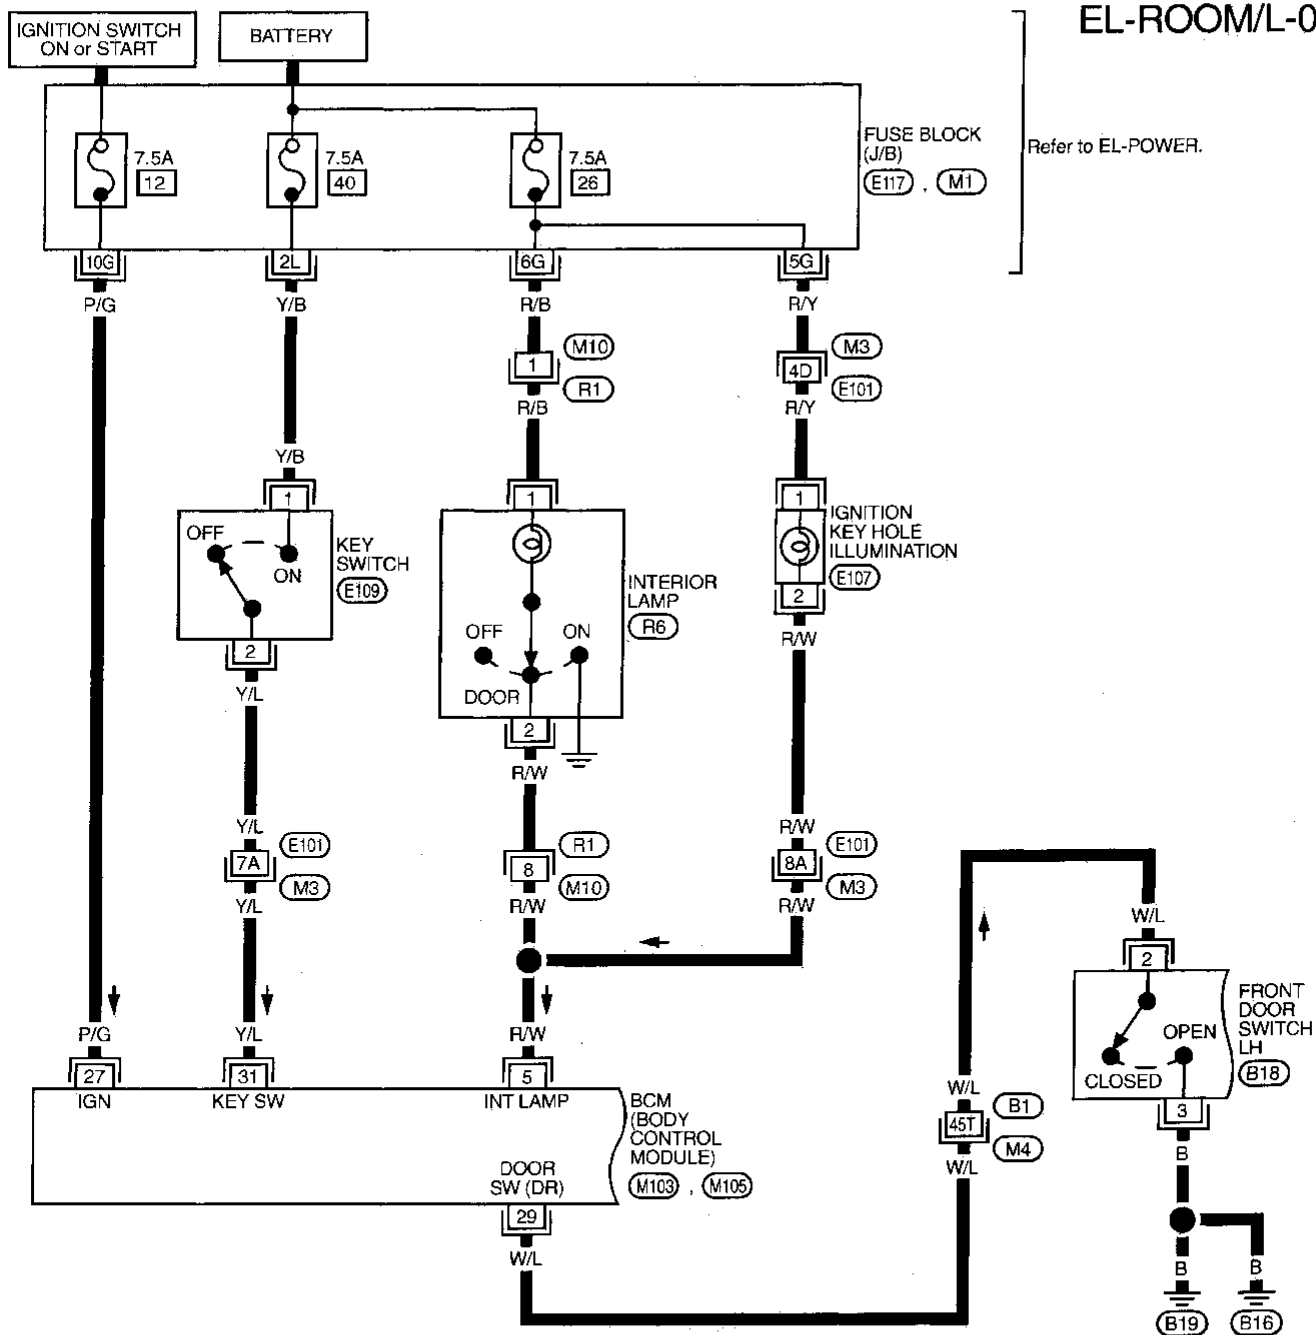 EL-ROOM/L-0
IGNITION SWITCH
ON or START
BATTERY
7.5A
12
7.5A
40
7.5A
26
FUSE BLOCK
(J/B)
E117 , M1
Refer to EL-POWER.
10G
2L
6G
5G
P/G
Y/B
R/B
R/Y
1
M10
R1
4D
M3
E101
R/B
R/Y
Y/B
1
1
1
OFF
ON
KEY
SWITCH
E109
2
INTERIOR
LAMP
R6
OFF
ON
DOOR
2
IGNITION
KEY HOLE
ILLUMINATION
E107
2
Y/L
R/W
R/W
Y/L
7A
E101
M3
Y/L
8
R1
M10
R/W
R/W
8A
E101
M3
R/W
W/L
2
FRONT
DOOR
SWITCH
LH
B18
OPEN
CLOSED
3
B
P/G
Y/L
R/W
27
31
5
IGN
KEY SW
INT LAMP
BCM
(BODY
CONTROL
MODULE)
M103 , M105
DOOR
SW (DR)
29
W/L
W/L
45T
B1
M4
W/L
B
B
B19
B16